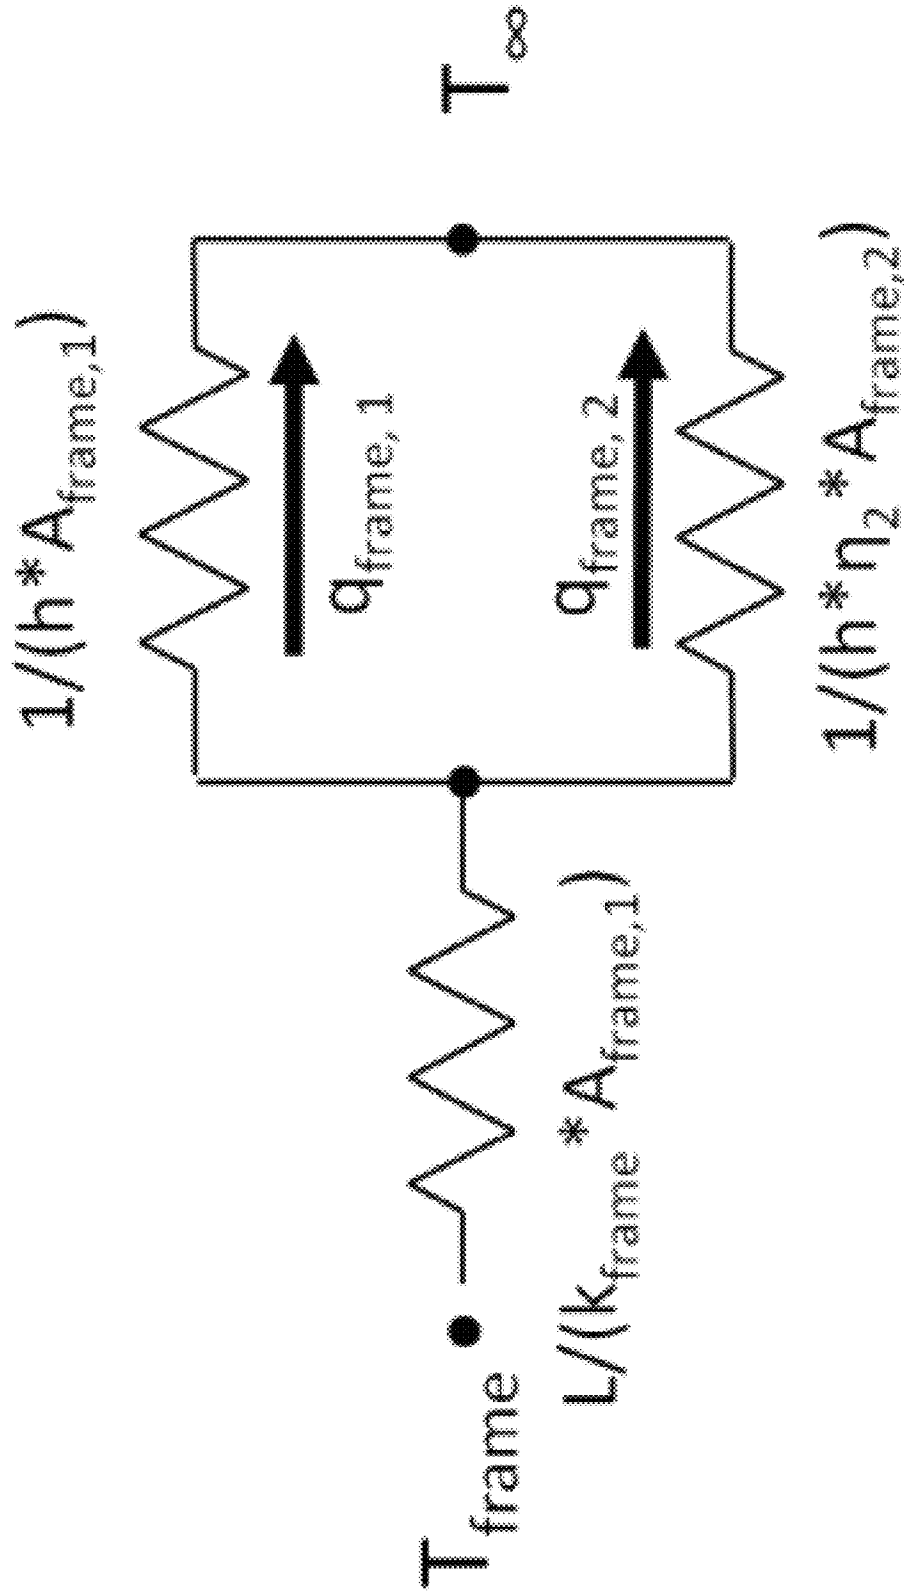 1/(h*A_frame,1)
q_frame, 1
T_frame
T_∞
L/(k_frame *A_frame,1)
q_frame, 2
1/(h*η_2 *A_frame,2)